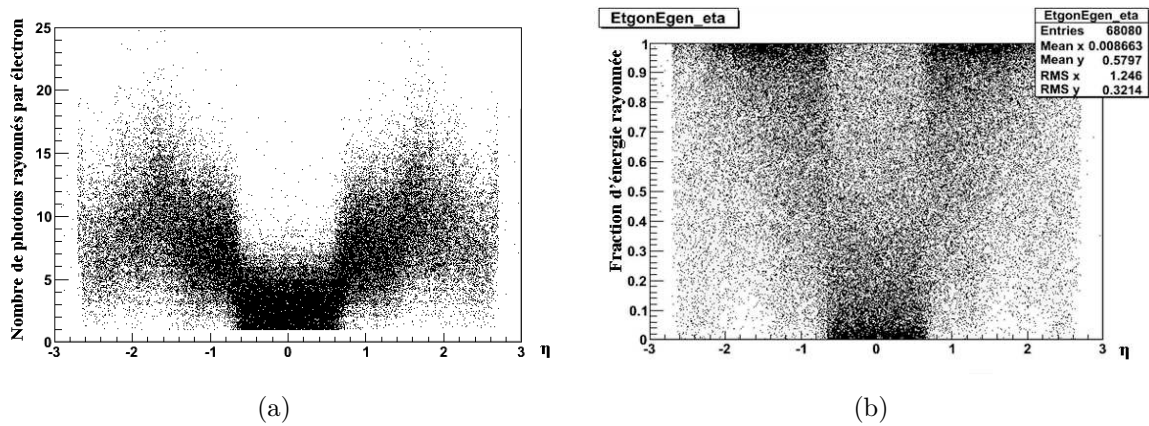 Nombre de photons rayonnés par électron
25
20
15
10
5
0
-3 -2 -1 0 1 2 3 η
(a)
EtgonEgen_eta
EtgonEgen_eta
Entries 68080
Mean x 0.008663
Mean y 0.5797
RMS x 1.246
RMS y 0.3214
Fraction d'énergie rayonnée
1
0.9
0.8
0.7
0.6
0.5
0.4
0.3
0.2
0.1
0
-3 -2 -1 0 1 2 3 η
(b)